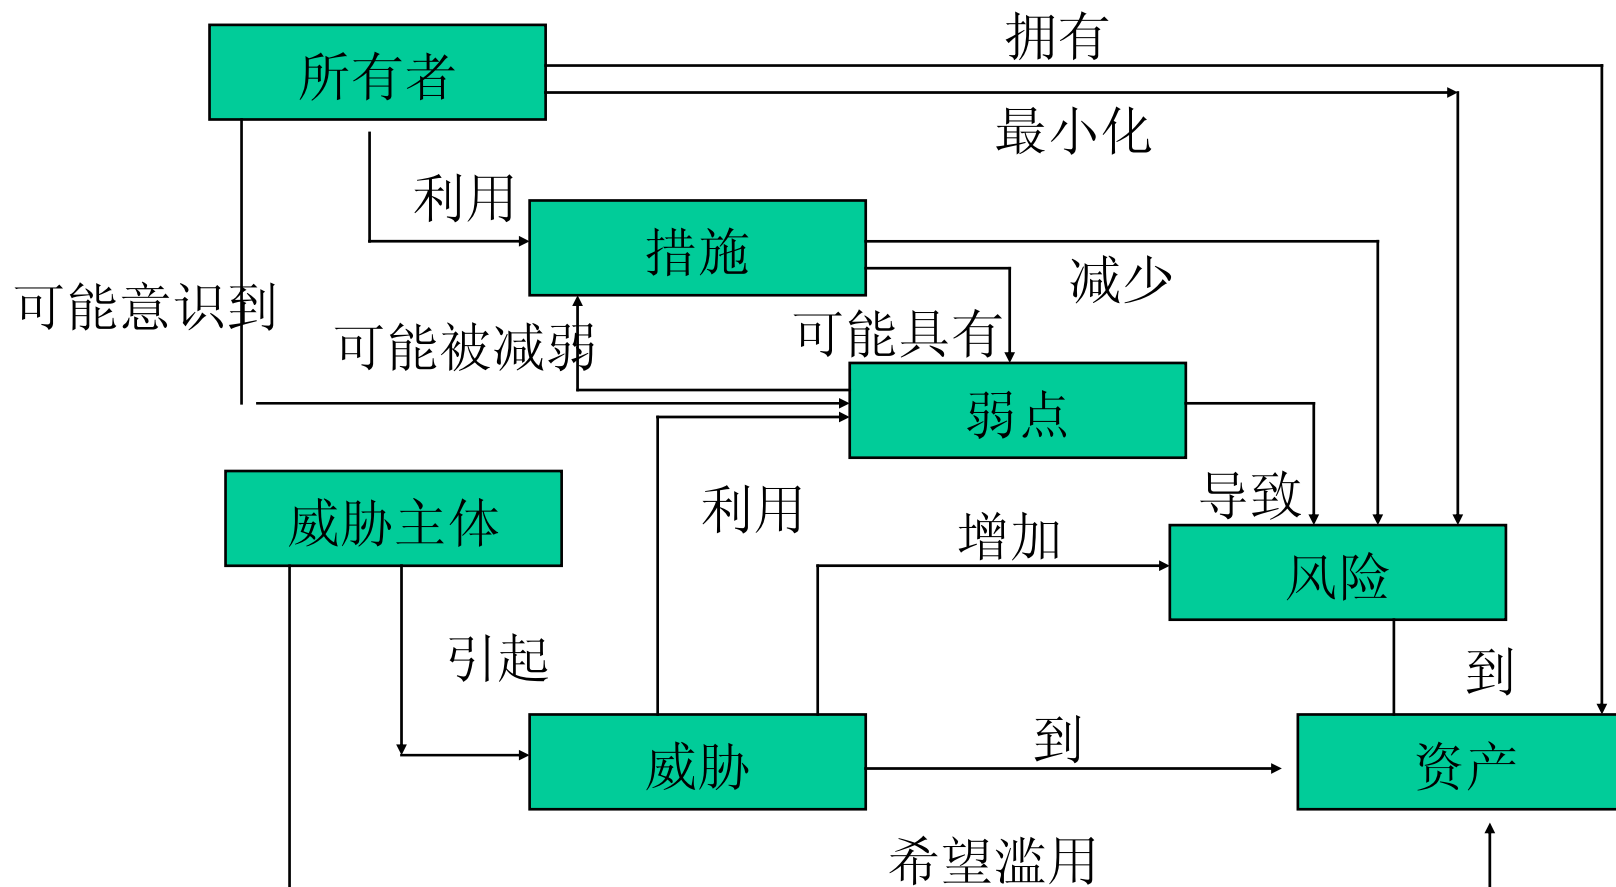 拥有
所有者
最小化
利用
措施
减少
可能意识到
可能被减弱
可能具有
弱点
导致
利用
威胁主体
增加
风险
引起
到
到
威胁
资产
希望滥用